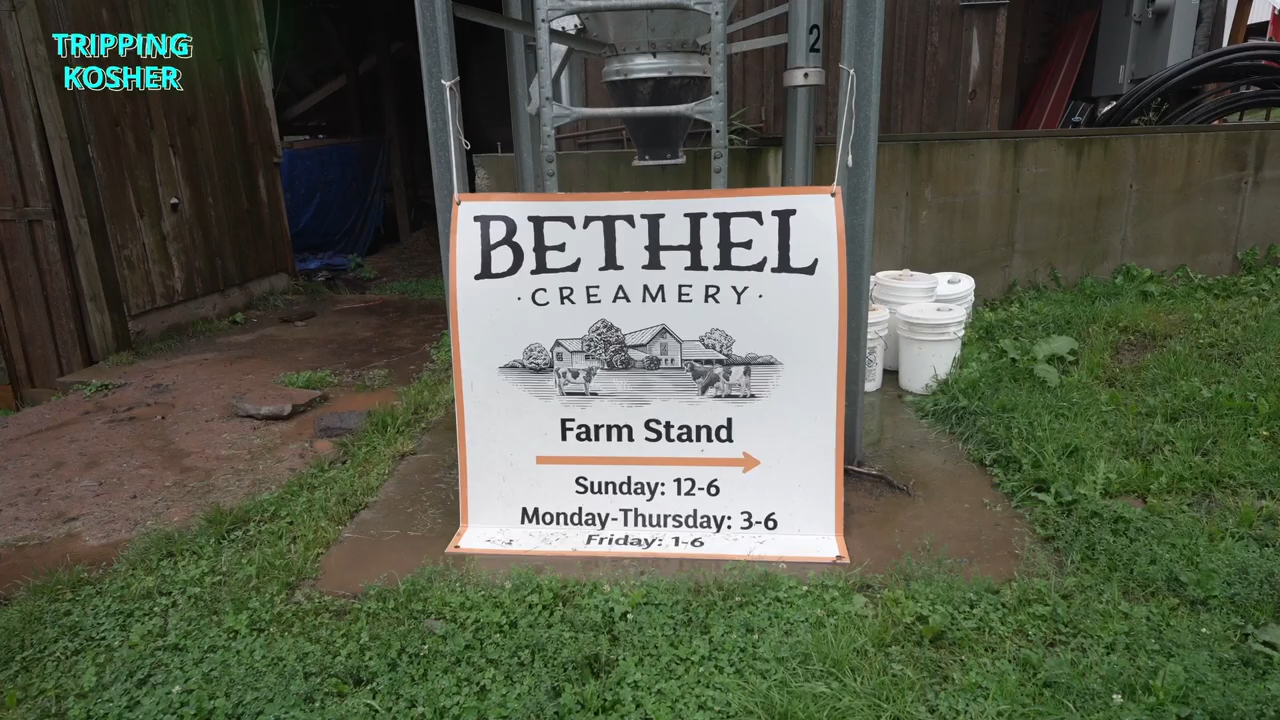 TRIPPING
KOSHER
2
BETHEL
·CREAMERY·
Farm Stand
Sunday: 12-6
Monday-Thursday: 3-6
Friday: 1-6